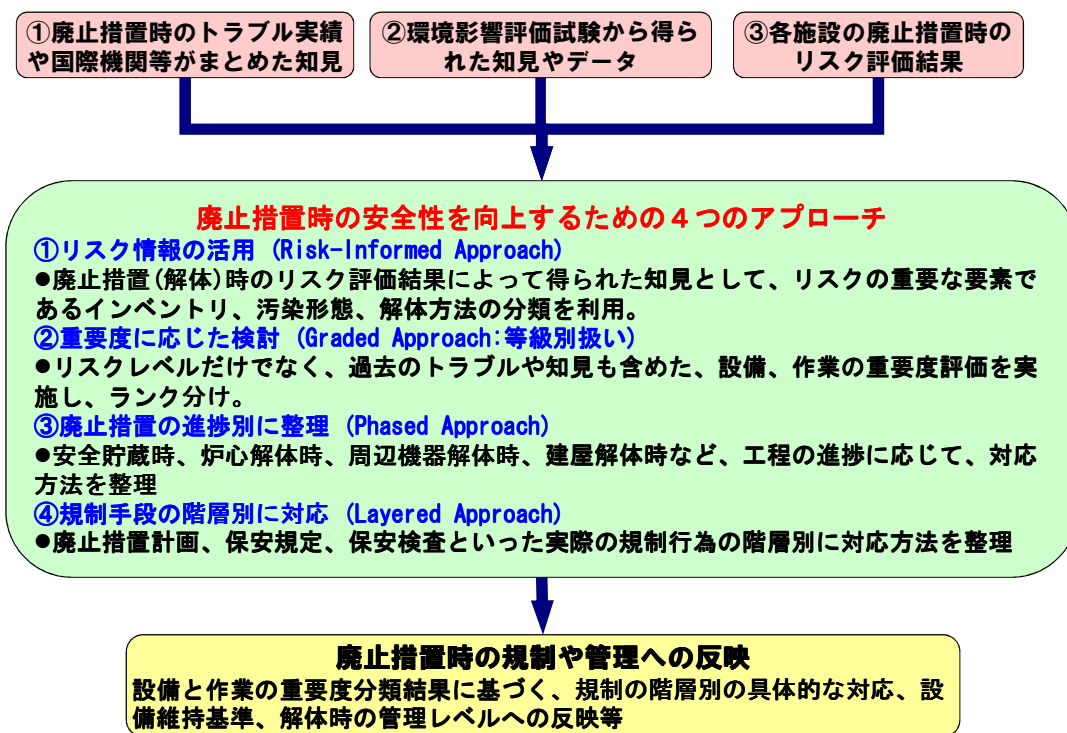 ①廃止措置時のトラブル実績
や国際機関等がまとめた知見
②環境影響評価試験から得ら
れた知見やデータ
③各施設の廃止措置時の
リスク評価結果
廃止措置時の安全性を向上するための４つのアプローチ
①リスク情報の活用 (Risk-Informed Approach)
●廃止措置(解体)時のリスク評価結果によって得られた知見として、リスクの重要な要素で
あるインベントリ、汚染形態、解体方法の分類を利用。
②重要度に応じた検討 (Graded Approach:等級別扱い)
●リスクレベルだけでなく、過去のトラブルや知見も含めた、設備、作業の重要度評価を実
施し、ランク分け。
③廃止措置の進捗別に整理 (Phased Approach)
●安全貯蔵時、炉心解体時、周辺機器解体時、建屋解体時など、工程の進捗に応じて、対応
方法を整理
④規制手段の階層別に対応 (Layered Approach)
●廃止措置計画、保安規定、保安検査といった実際の規制行為の階層別に対応方法を整理
廃止措置時の規制や管理への反映
設備と作業の重要度分類結果に基づく、規制の階層別の具体的な対応、設
備維持基準、解体時の管理レベルへの反映等